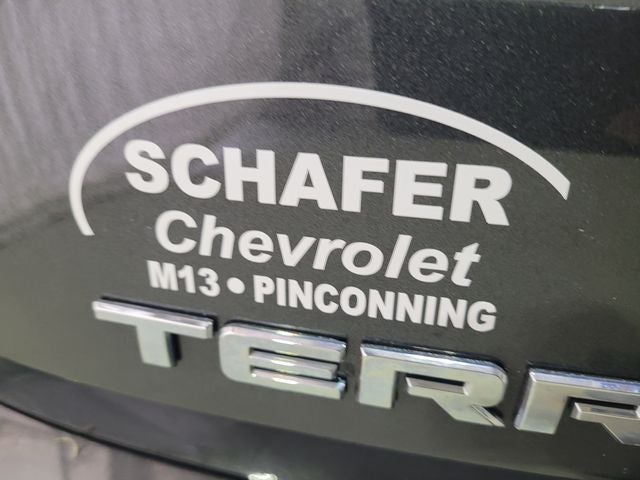 SCHAFER
Chevrolet
M13 • PINCONNING
TERR